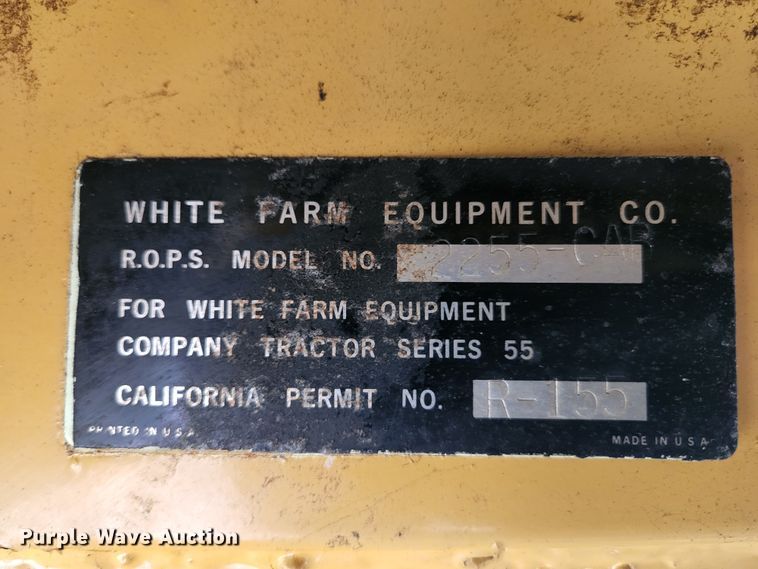 WHITE FARM EQUIPMENT CO.
R.O.P.S. MODEL NO. 2255-CAB
FOR WHITE FARM EQUIPMENT
COMPANY TRACTOR SERIES 55
CALIFORNIA PERMIT NO. R-155
PRINTED IN U S A
MADE IN U S A
Purple Wave Auction